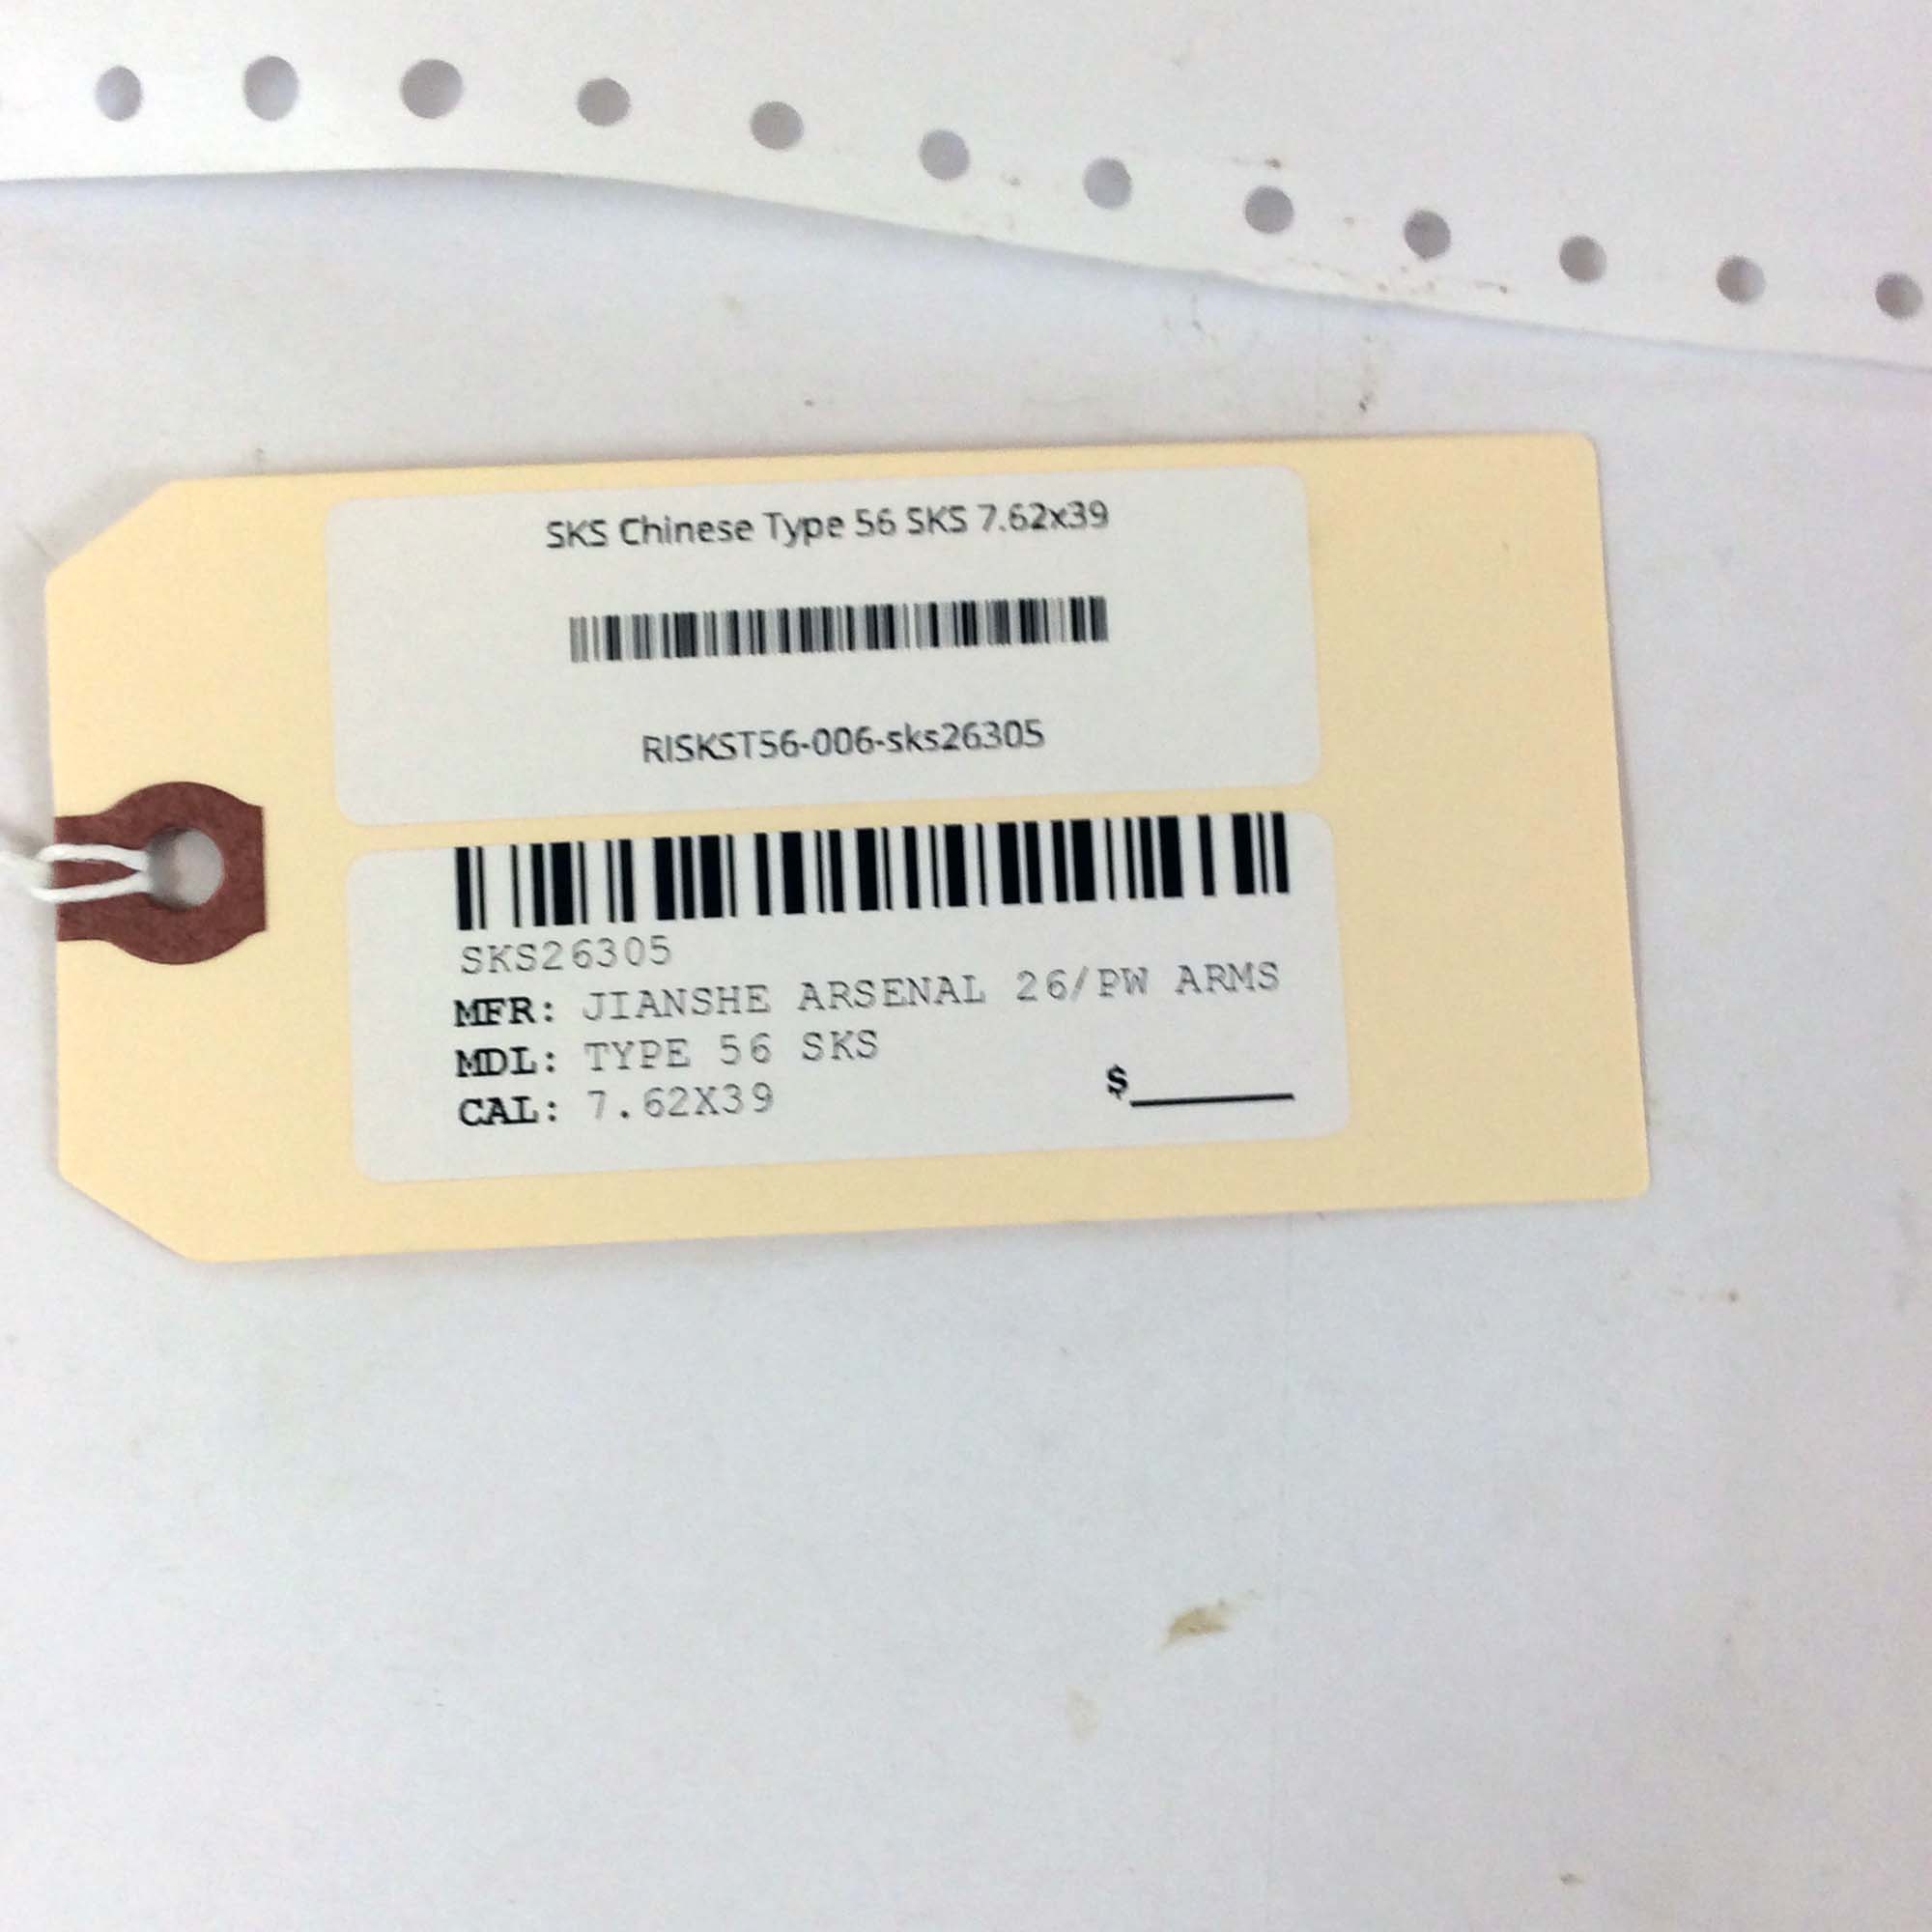 SKS Chinese Type 56 SKS 7.62x39
RISKST56-006-sks26305
SKS26305
MFR: JIANSHE ARSENAL 26/PW ARMS
MDL: TYPE 56 SKS
CAL: 7.62X39
$______